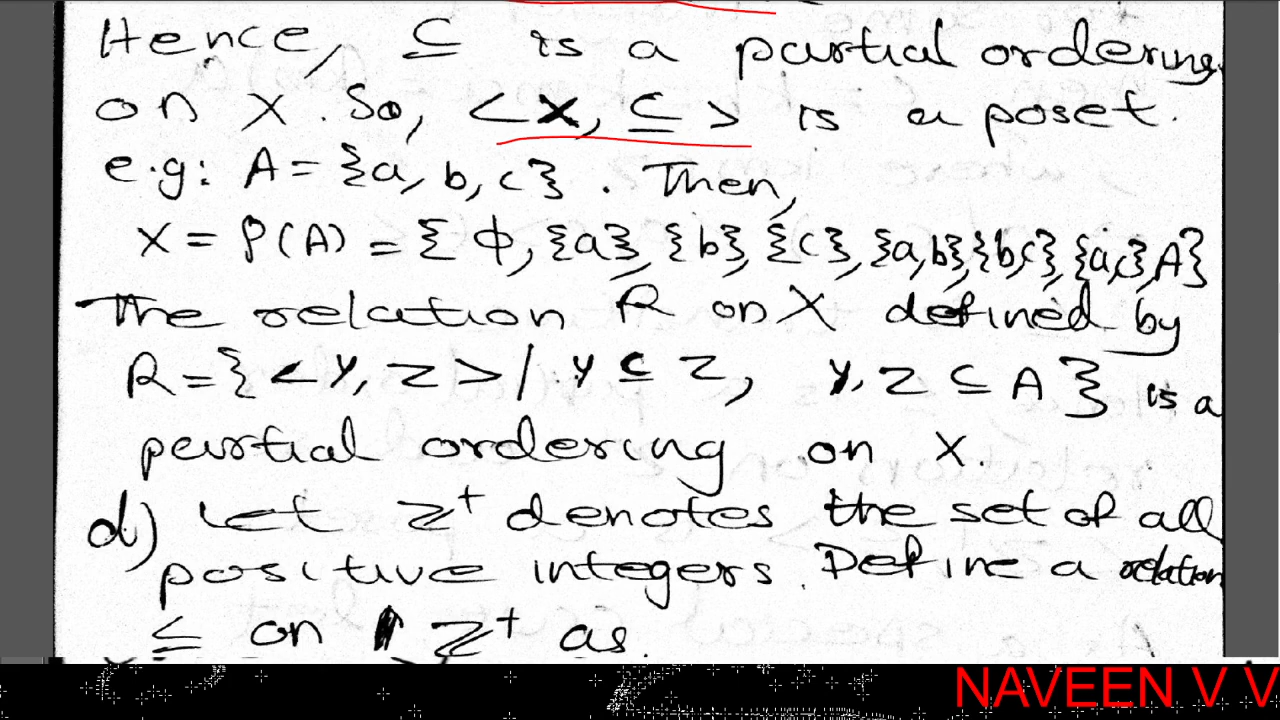 Hence, ⊆ is a partial ordering
on X. So, <X, ⊆> is a poset.
e.g: A = {a, b, c}. Then,
X = ρ(A) = {ϕ, {a}, {b}, {c}, {a,b}, {b,c}, {a,c}, A}
The relation R on X defined by
R = {<Y, Z> / Y ⊆ Z, Y, Z ⊆ A} is a
partial ordering on X.
d) Let Z⁺ denotes the set of all
positive integers. Define a relation
≤ on Z⁺ as
NAVEEN V V